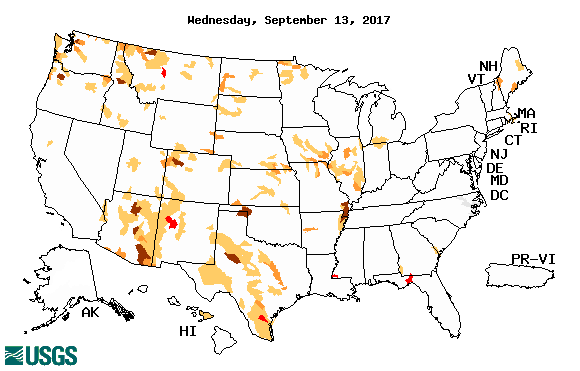 Wednesday, September 13, 2017
NH
VT
MA
RI
CT
NJ
DE
MD
DC
PR-VI
AK
HI
USGS